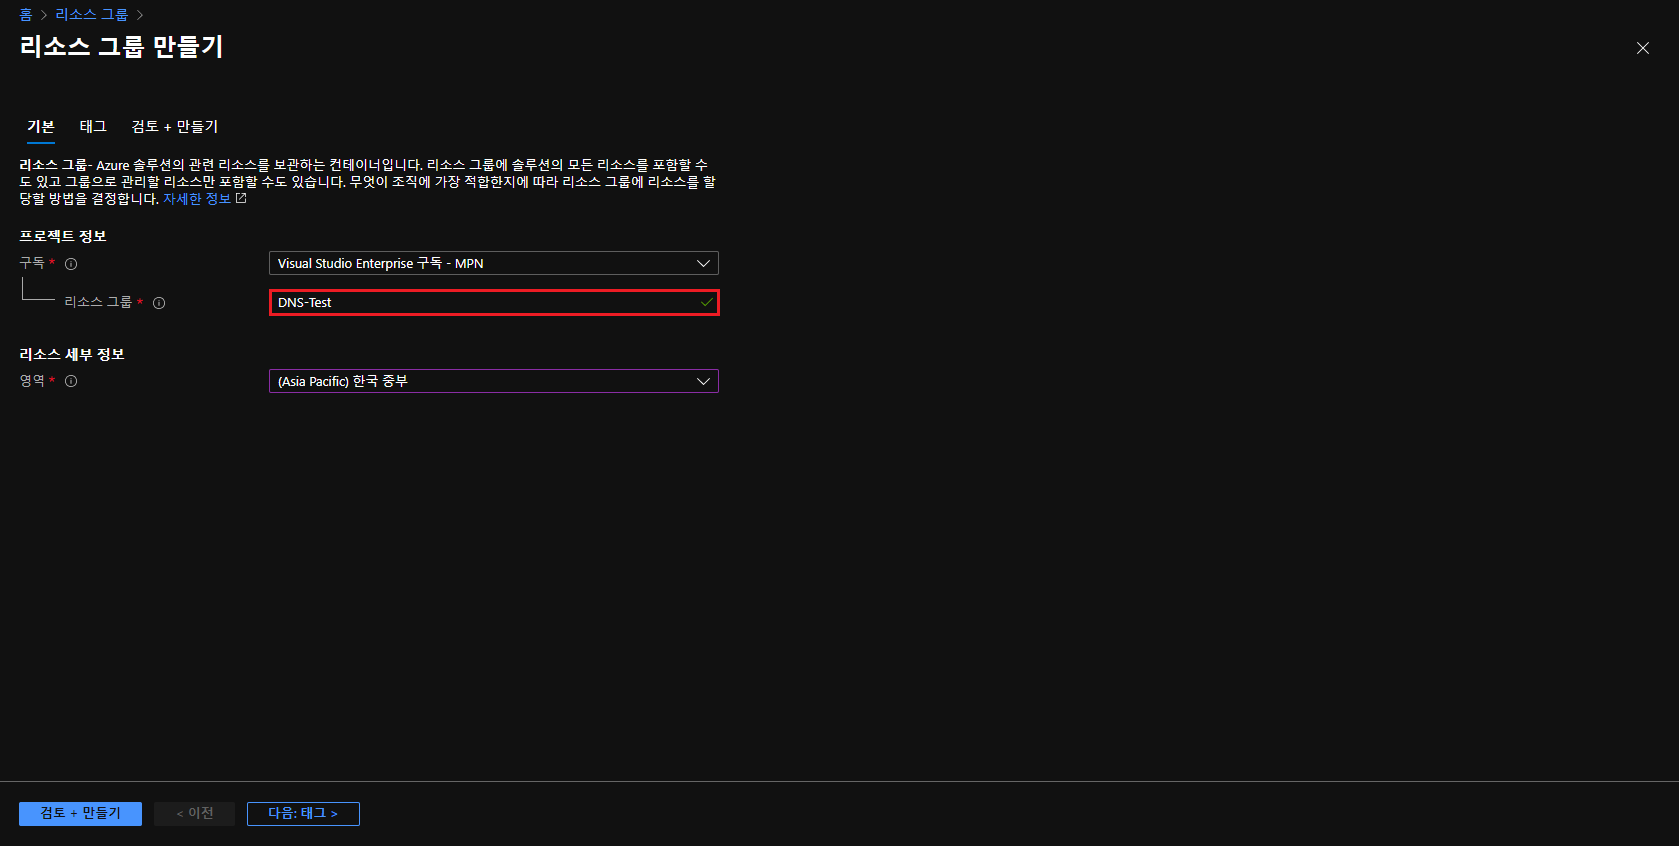 홈 > 리소스 그룹 >
리소스 그룹 만들기
기본 태그 검토 + 만들기
리소스 그룹- Azure 솔루션의 관련 리소스를 보관하는 컨테이너입니다. 리소스 그룹에 솔루션의 모든 리소스를 포함할 수
도 있고 그룹으로 관리할 리소스만 포함할 수도 있습니다. 무엇이 조직에 가장 적합한지에 따라 리소스 그룹에 리소스를 할
당할 방법을 결정합니다. 자세한 정보
프로젝트 정보
구독 * Visual Studio Enterprise 구독 - MPN
리소스 그룹 * DNS-Test
리소스 세부 정보
영역 * (Asia Pacific) 한국 중부
검토 + 만들기 < 이전 다음: 태그 >